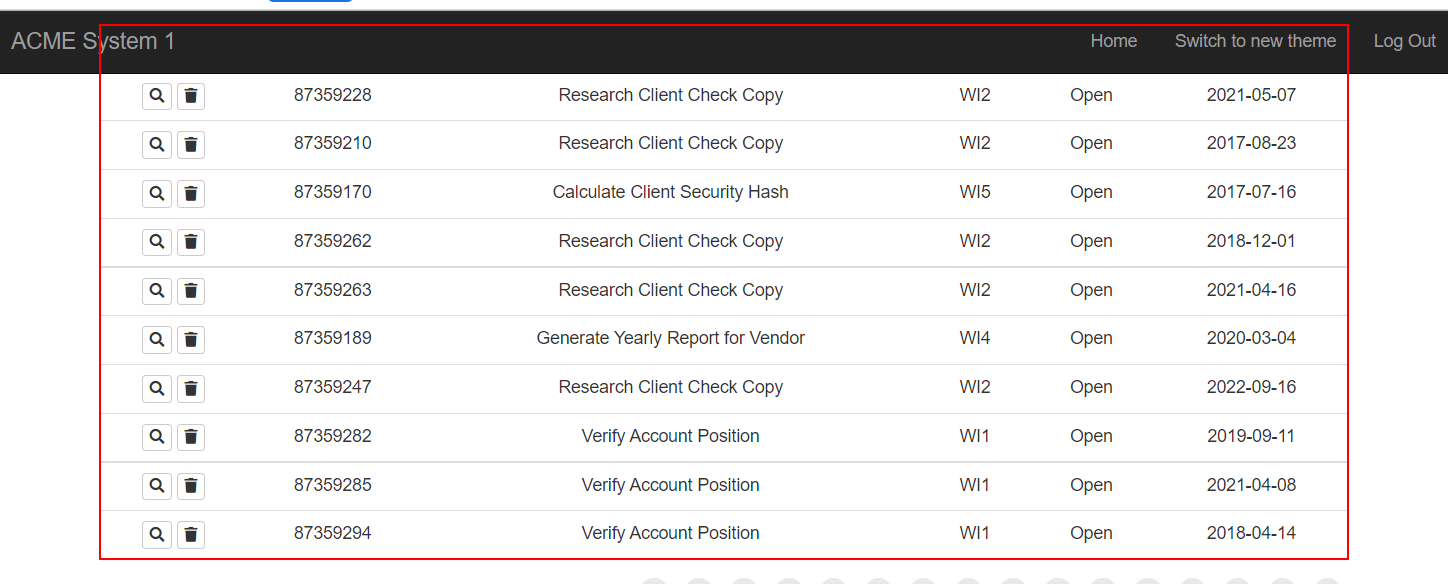 ACME System 1 Home Switch to new theme Log Out
87359228 Research Client Check Copy WI2 Open 2021-05-07
87359210 Research Client Check Copy WI2 Open 2017-08-23
87359170 Calculate Client Security Hash WI5 Open 2017-07-16
87359262 Research Client Check Copy WI2 Open 2018-12-01
87359263 Research Client Check Copy WI2 Open 2021-04-16
87359189 Generate Yearly Report for Vendor WI4 Open 2020-03-04
87359247 Research Client Check Copy WI2 Open 2022-09-16
87359282 Verify Account Position WI1 Open 2019-09-11
87359285 Verify Account Position WI1 Open 2021-04-08
87359294 Verify Account Position WI1 Open 2018-04-14